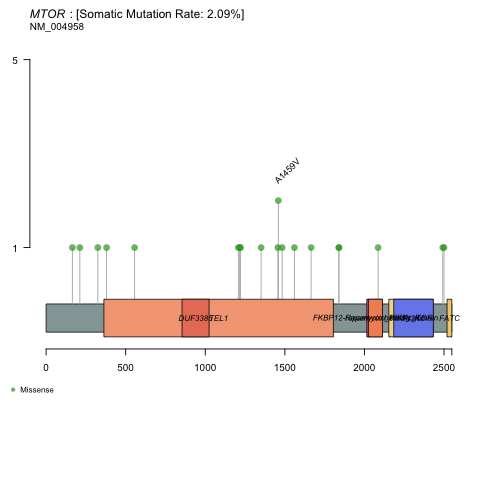 MTOR : [Somatic Mutation Rate: 2.09%]
NM_004958
5
A1459V
1
DUF3385 TEL1 FATC
0 500 1000 1500 2000 2500
Missense